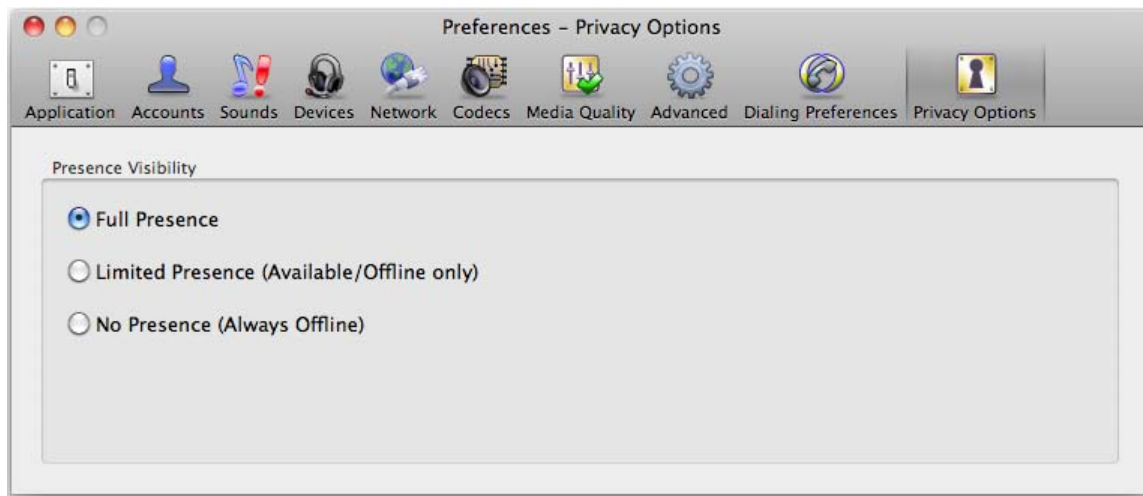 Preferences – Privacy Options
Application Accounts Sounds Devices Network Codecs Media Quality Advanced Dialing Preferences Privacy Options
Presence Visibility
Full Presence
Limited Presence (Available/Offline only)
No Presence (Always Offline)